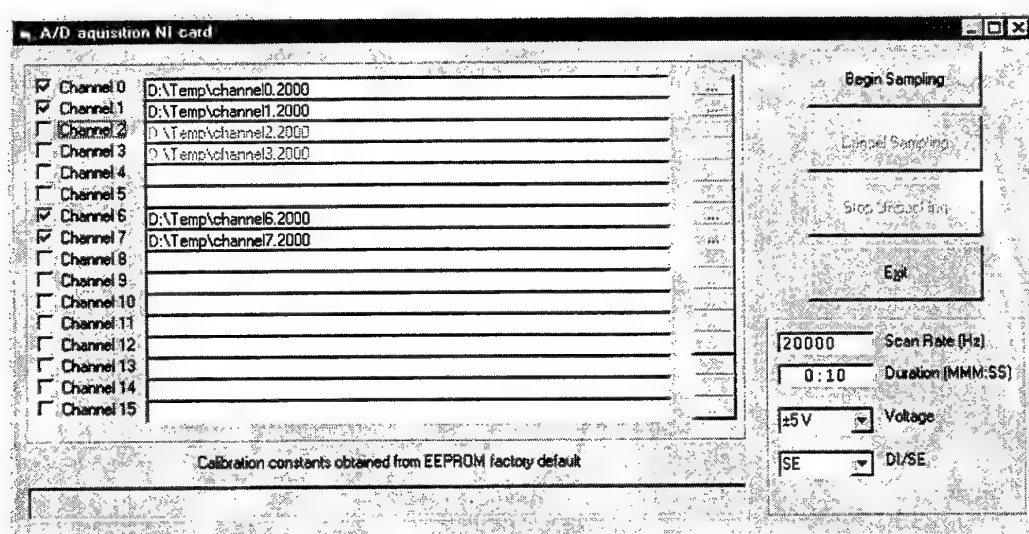 A/D aquisition NI card
Channel 0 D:\Temp\channel0.2000 ...
Channel 1 D:\Temp\channel1.2000
Channel 2 D:\Temp\channel2.2000
Channel 3 D:\Temp\channel3.2000
Channel 4
Channel 5
Channel 6 D:\Temp\channel6.2000 ...
Channel 7 D:\Temp\channel7.2000 ...
Channel 8
Channel 9
Channel 10
Channel 11
Channel 12
Channel 13
Channel 14
Channel 15
Begin Sampling
Cancel Sampling
Stop
Exit
20000 Scan Rate (Hz)
0:10 Duration (MMM:SS)
±5 V Voltage
SE DI/SE
Calibration constants obtained from EEPROM factory default